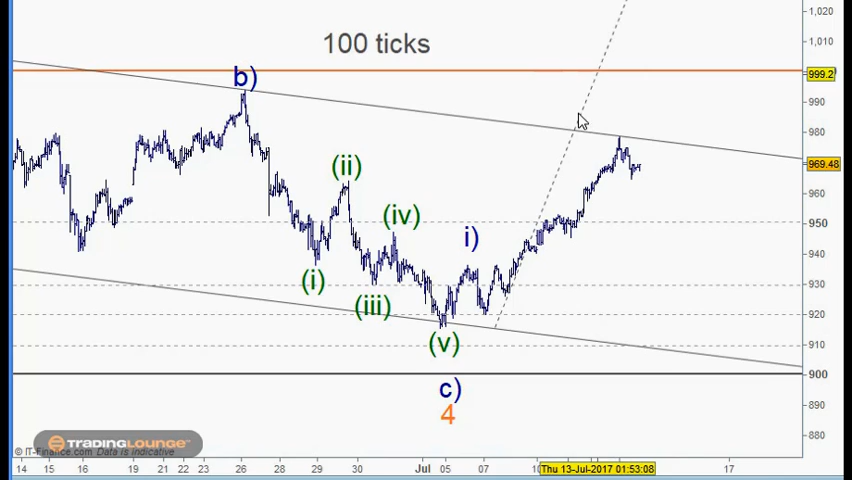 1,020
1,010
100 ticks
999.2
b)
990
980
969.48
(ii)
960
(iv)
950
i)
940
(i)
930
(iii)
920
(v)
910
900
c)
890
4
880
TRADINGLOUNGE
© IT-Finance.com Data is indicative
14 15 16 19 21 22 23 26 28 29 30 Jul 05 07 10 Thu 13-Jul-2017 01:53:08 17